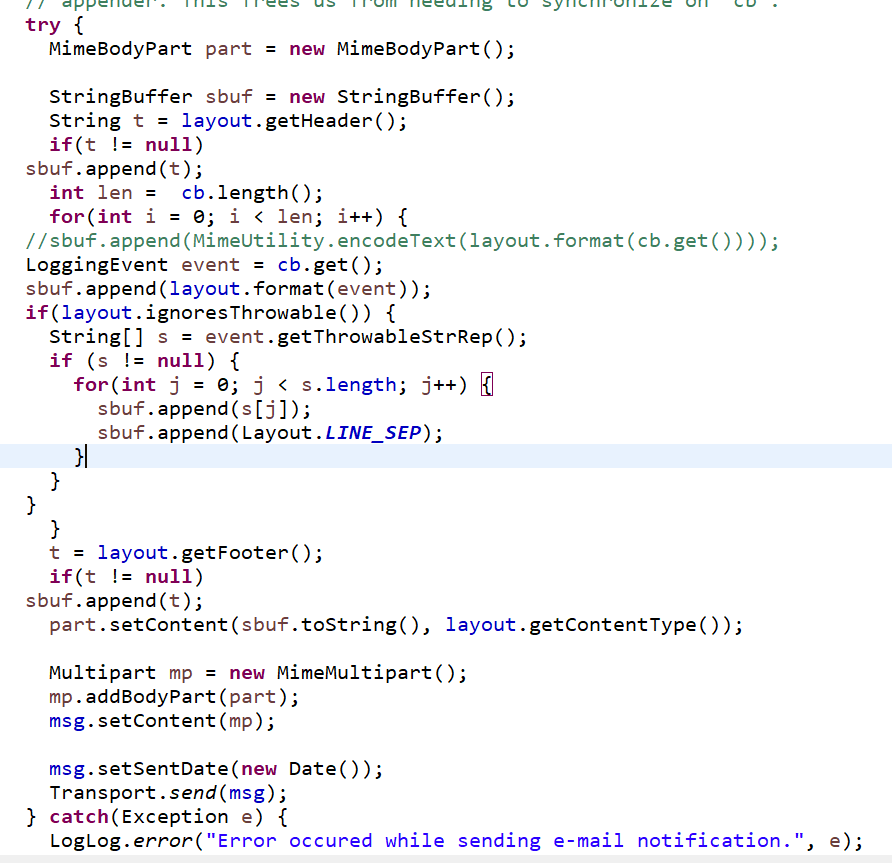 // appender. This frees us from needing to synchronize on 'cb'.
try {
MimeBodyPart part = new MimeBodyPart();
StringBuffer sbuf = new StringBuffer();
String t = layout.getHeader();
if(t != null)
sbuf.append(t);
int len =  cb.length();
for(int i = 0; i < len; i++) {
//sbuf.append(MimeUtility.encodeText(layout.format(cb.get())));
LoggingEvent event = cb.get();
sbuf.append(layout.format(event));
if(layout.ignoresThrowable()) {
String[] s = event.getThrowableStrRep();
if (s != null) {
for(int j = 0; j < s.length; j++) {
sbuf.append(s[j]);
sbuf.append(Layout.LINE_SEP);
}
}
}
}
t = layout.getFooter();
if(t != null)
sbuf.append(t);
part.setContent(sbuf.toString(), layout.getContentType());
Multipart mp = new MimeMultipart();
mp.addBodyPart(part);
msg.setContent(mp);
msg.setSentDate(new Date());
Transport.send(msg);
} catch(Exception e) {
LogLog.error("Error occured while sending e-mail notification.", e);